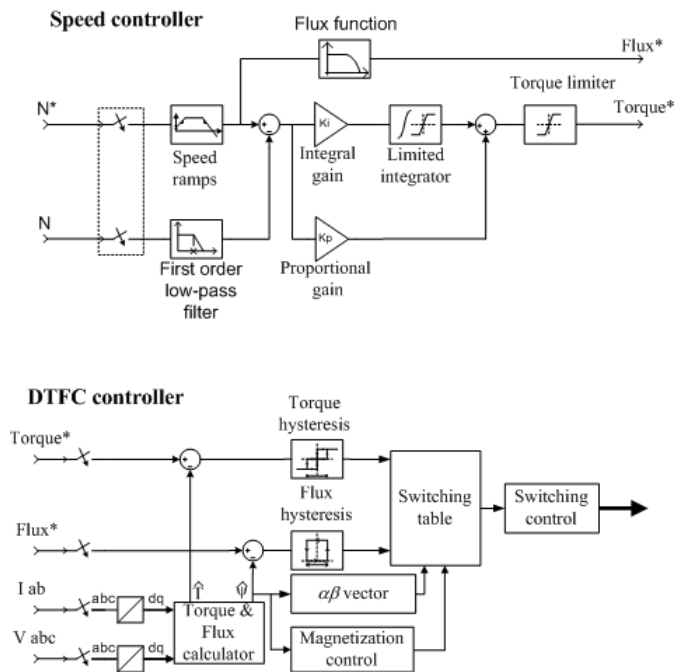 Speed controller
Flux function
Flux*
N*
Speed
ramps
Ki
Integral
gain
Limited
integrator
Torque limiter
Torque*
N
First order
low-pass
filter
Kp
Proportional
gain
DTFC controller
Torque*
Torque
hysteresis
Flux
hysteresis
Switching
table
Switching
control
Flux*
I ab
abc
dq
T̂
ψ̂
αβ vector
V abc
abc
dq
Torque &
Flux
calculator
Magnetization
control